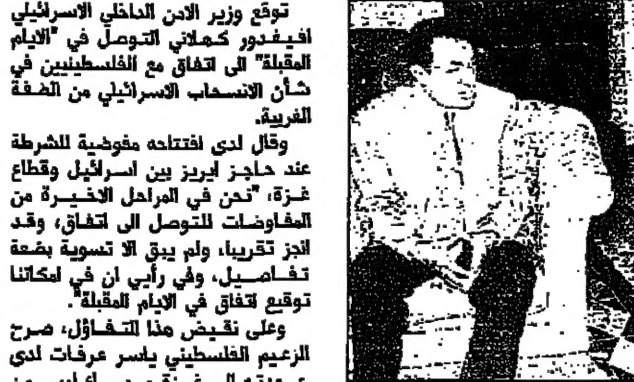 توقع وزير الامن الداخلي الاسرائيلي
افيغدور كهلاني التوصل في "الايام
المقبلة" الى اتفاق مع الفلسطينيين في
شأن الانسحاب الاسرائيلي من الضفة
الغربية.
وقال لدى افتتاحه مفوضية للشرطة
عند حاجز ايريز بين اسرائيل وقطاع
غزة، "نحن في المراحل الاخيرة من
المفاوضات للتوصل الى اتفاق، وقد
انجز تقريبا، ولم يبق الا تسوية بضعة
تفاصيل، وفي رأيي ان في امكاننا
توقيع اتفاق في الايام المقبلة".
وعلى نقيض هذا التفاؤل، صرح
الزعيم الفلسطيني ياسر عرفات لدى